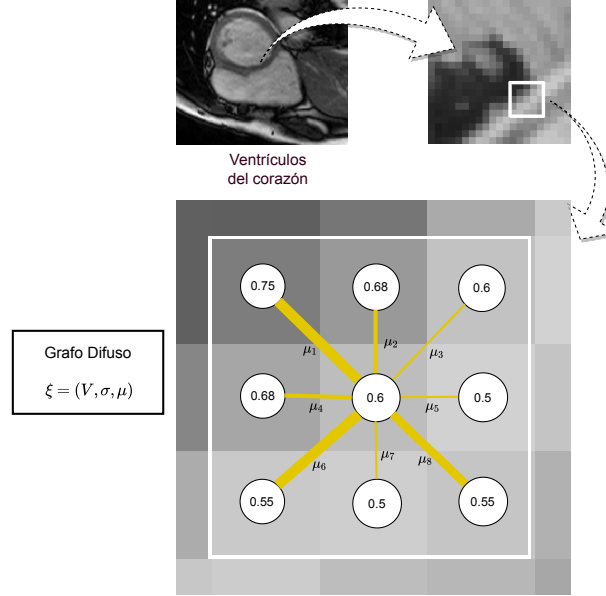 Ventrículos
del corazón
Grafo Difuso
ξ = (V, σ, μ)
0.75
0.68
0.6
μ₁
μ₂
μ₃
0.68
μ₄
0.6
μ₅
0.5
μ₆
μ₇
μ₈
0.55
0.5
0.55